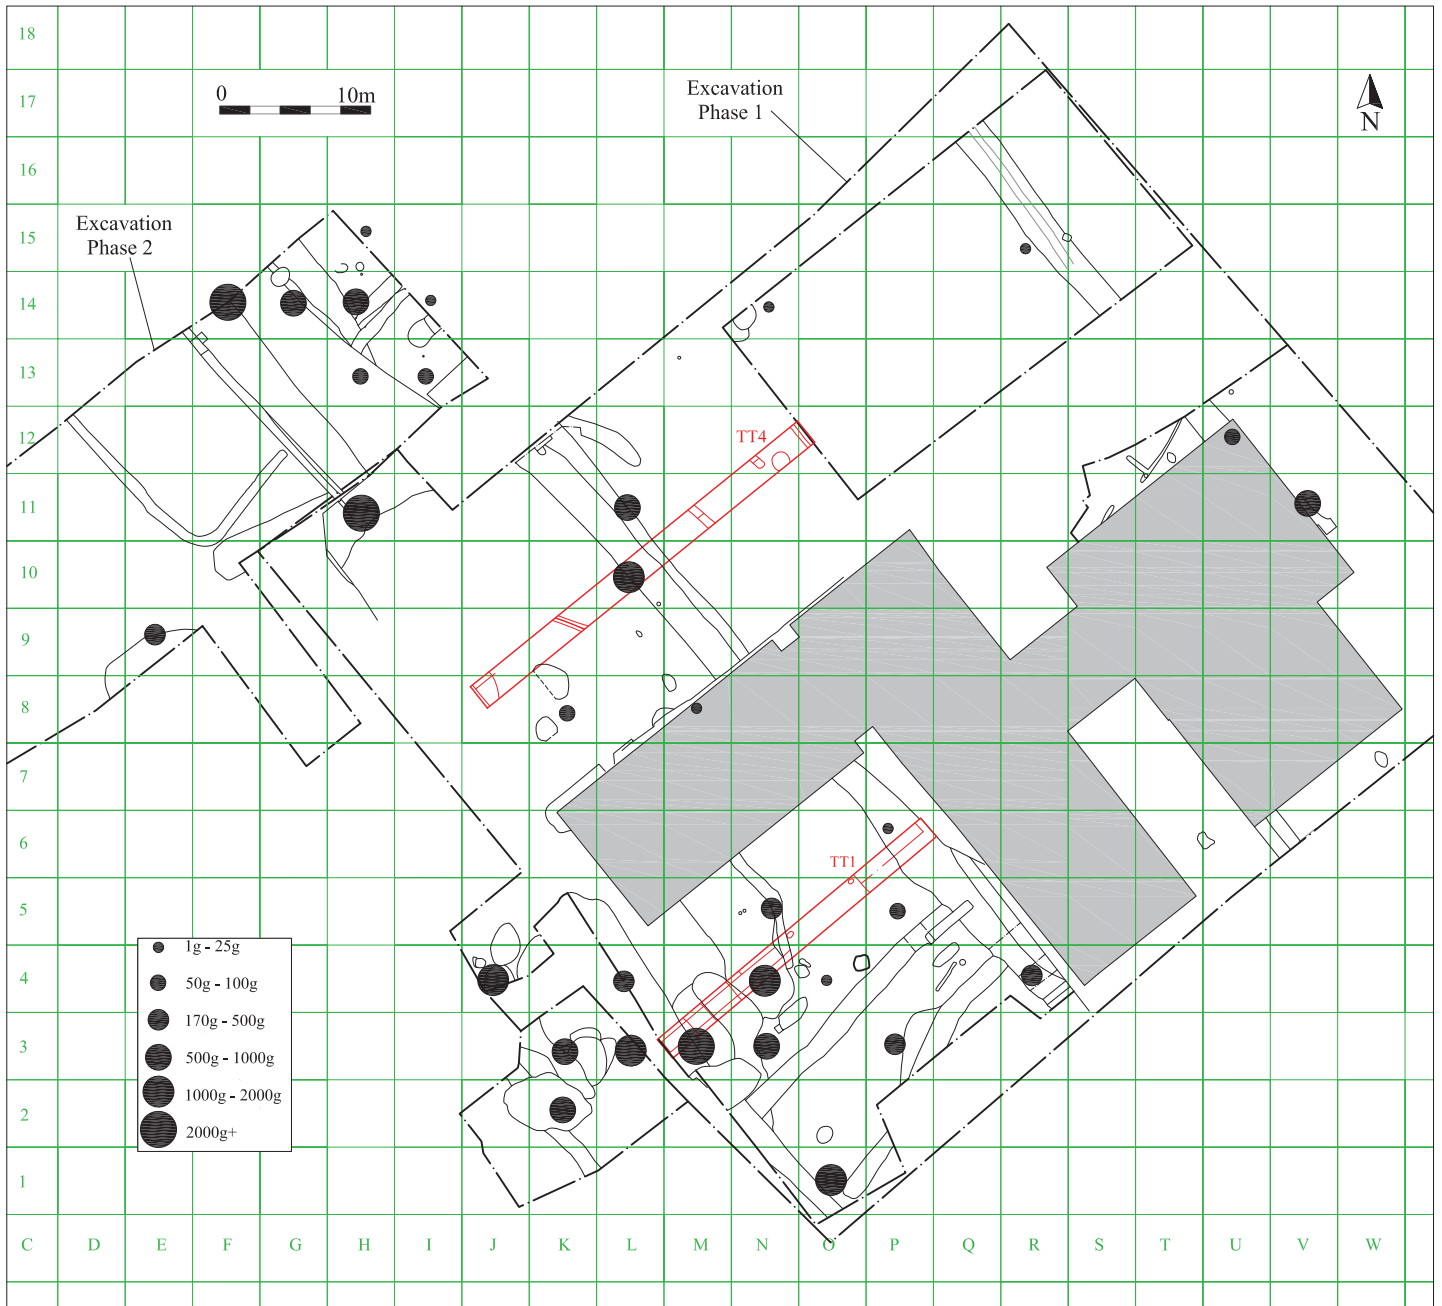 18
17
16
15
14
13
12
11
10
9
8
7
6
5
4
3
2
1
0 10m
Excavation
Phase 1
N
Excavation
Phase 2
TT4
TT1
1g - 25g
50g - 100g
170g - 500g
500g - 1000g
1000g - 2000g
2000g+
C D E F G H I J K L M N O P Q R S T U V W